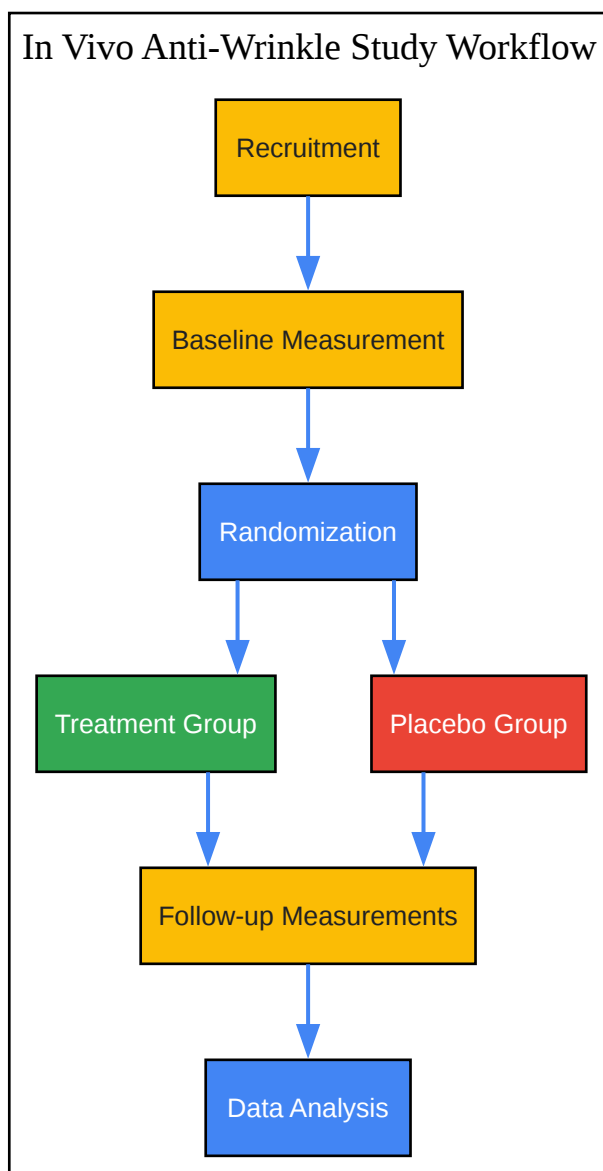 In Vivo Anti-Wrinkle Study Workflow
Recruitment
Baseline Measurement
Randomization
Treatment Group
Placebo Group
Follow-up Measurements
Data Analysis